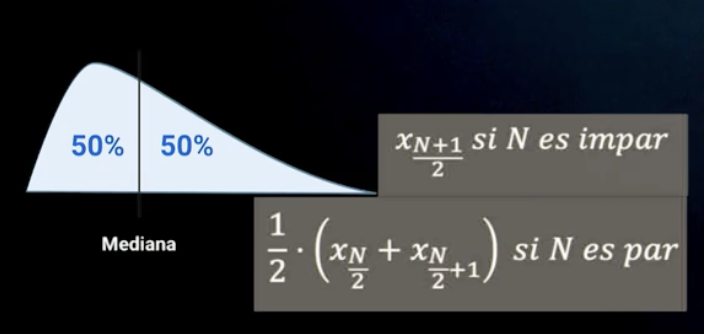 50% 50%
Mediana
x_{\frac{N+1}{2}} si N es impar
\frac{1}{2} \cdot \left( x_{\frac{N}{2}} + x_{\frac{N}{2}+1} \right) si N es par